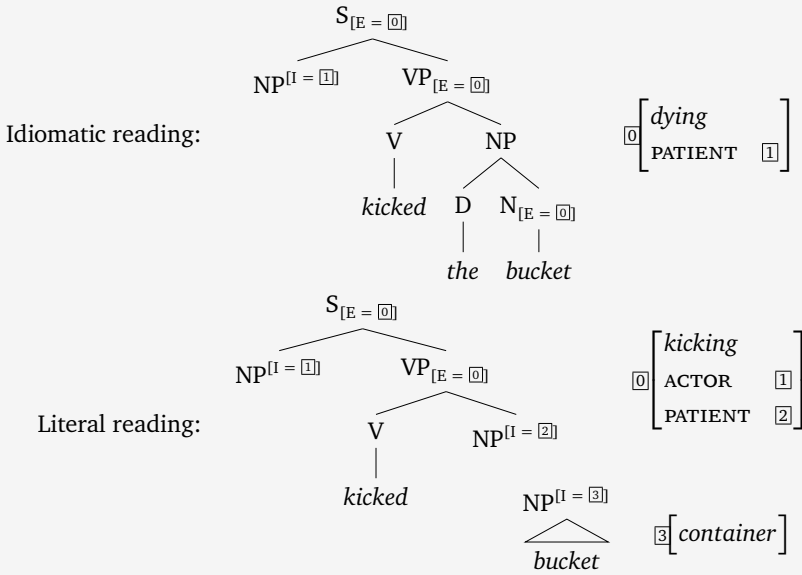 S[E = 0]
NP[I = 1] VP[E = 0]
Idiomatic reading: V NP 0 [dying
PATIENT 1]
kicked D N[E = 0]
the bucket
S[E = 0]
NP[I = 1] VP[E = 0] 0 [kicking
ACTOR 1
PATIENT 2]
Literal reading: V NP[I = 2]
kicked
NP[I = 3]
3 [container]
bucket